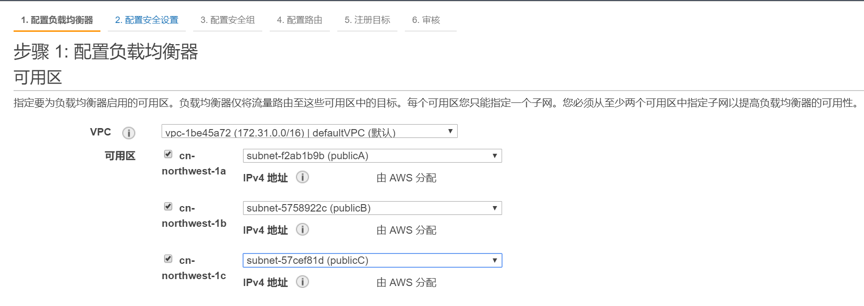 1. 配置负载均衡器 2. 配置安全设置 3. 配置安全组 4. 配置路由 5. 注册目标 6. 审核
步骤 1: 配置负载均衡器
可用区
指定要为负载均衡器启用的可用区。负载均衡器仅将流量路由至这些可用区中的目标。每个可用区您只能指定一个子网。您必须从至少两个可用区中指定子网以提高负载均衡器的可用性。
VPC i vpc-1be45a72 (172.31.0.0/16) | defaultVPC (默认)
可用区 cn-northwest-1a subnet-f2ab1b9b (publicA)
IPv4 地址 i 由 AWS 分配
cn-northwest-1b subnet-5758922c (publicB)
IPv4 地址 i 由 AWS 分配
cn-northwest-1c subnet-57cef81d (publicC)
IPv4 地址 i 由 AWS 分配